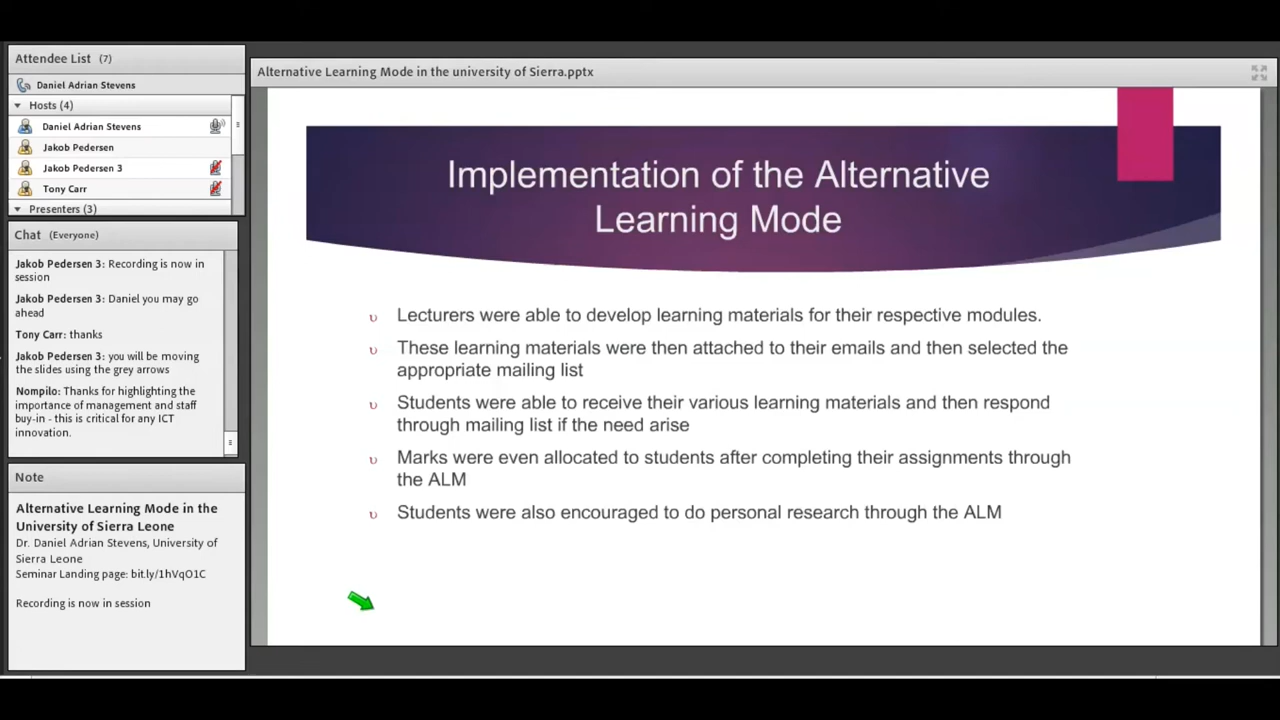 Attendee List (7)
Daniel Adrian Stevens
Hosts (4)
Daniel Adrian Stevens
Jakob Pedersen
Jakob Pedersen 3
Tony Carr
Presenters (3)
Chat (Everyone)
Jakob Pedersen 3: Recording is now in
session
Jakob Pedersen 3: Daniel you may go
ahead
Tony Carr: thanks
Jakob Pedersen 3: you will be moving
the slides using the grey arrows
Nompilo: Thanks for highlighting the
importance of management and staff
buy-in - this is critical for any ICT
innovation.
Note
Alternative Learning Mode in the
University of Sierra Leone
Dr. Daniel Adrian Stevens, University of
Sierra Leone
Seminar Landing page: bit.ly/1hVqO1C
Recording is now in session
Alternative Learning Mode in the university of Sierra.pptx
Implementation of the Alternative
Learning Mode
υ Lecturers were able to develop learning materials for their respective modules.
υ These learning materials were then attached to their emails and then selected the
appropriate mailing list
υ Students were able to receive their various learning materials and then respond
through mailing list if the need arise
υ Marks were even allocated to students after completing their assignments through
the ALM
υ Students were also encouraged to do personal research through the ALM